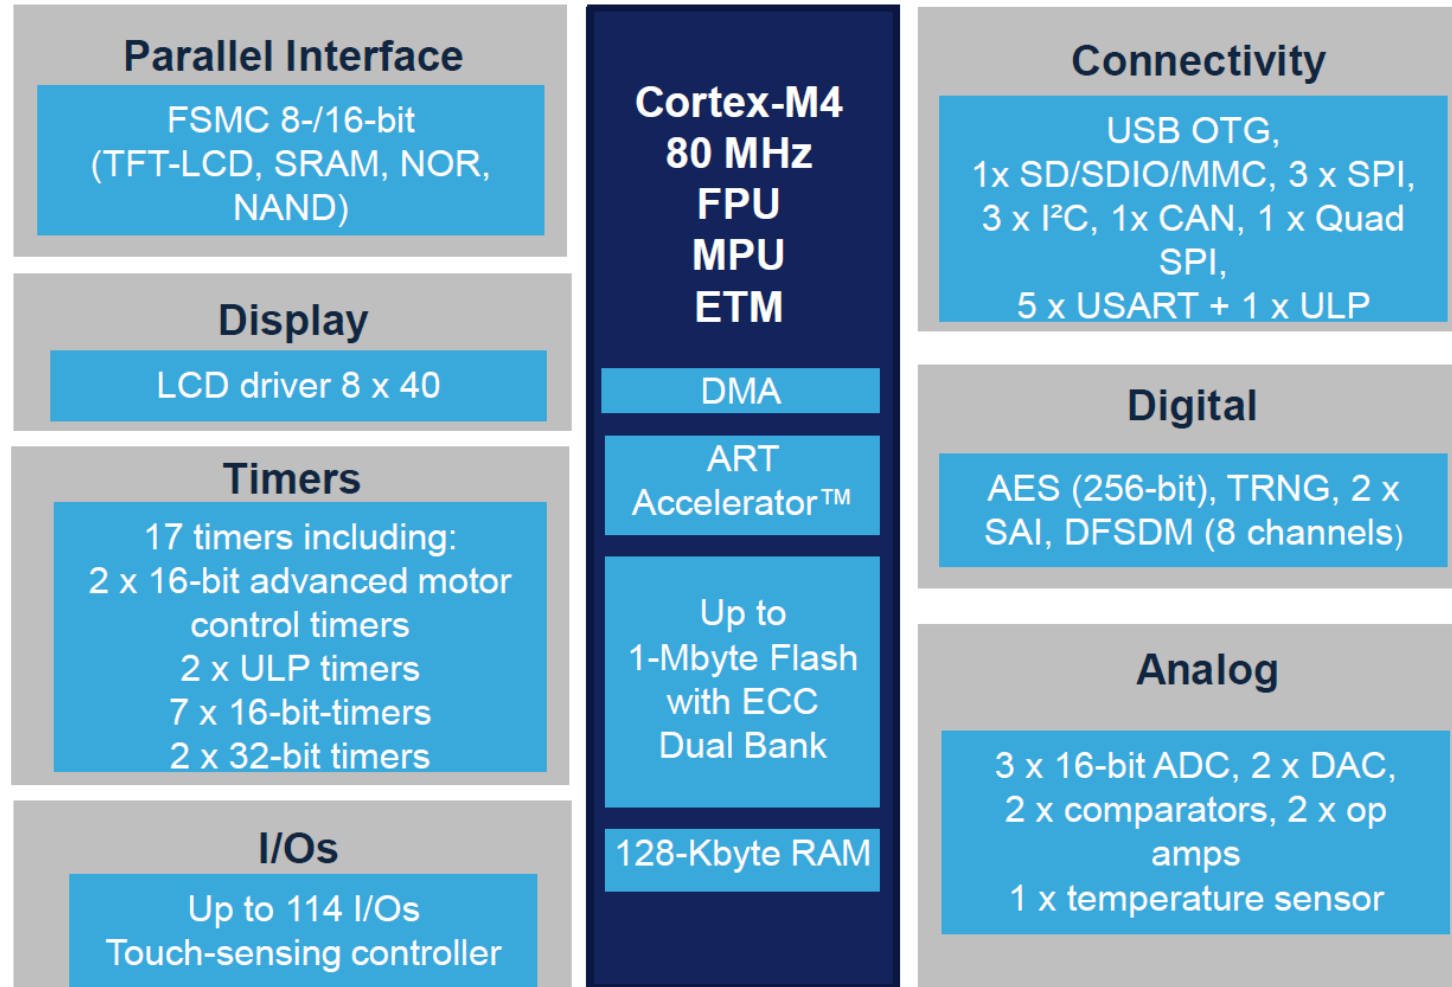 Parallel Interface
FSMC 8-/16-bit
(TFT-LCD, SRAM, NOR,
NAND)
Display
LCD driver 8 x 40
Timers
17 timers including:
2 x 16-bit advanced motor
control timers
2 x ULP timers
7 x 16-bit-timers
2 x 32-bit timers
I/Os
Up to 114 I/Os
Touch-sensing controller
Cortex-M4
80 MHz
FPU
MPU
ETM
DMA
ART
Accelerator™
Up to
1-Mbyte Flash
with ECC
Dual Bank
128-Kbyte RAM
Connectivity
USB OTG,
1x SD/SDIO/MMC, 3 x SPI,
3 x I²C, 1x CAN, 1 x Quad
SPI,
5 x USART + 1 x ULP
Digital
AES (256-bit), TRNG, 2 x
SAI, DFSDM (8 channels)
Analog
3 x 16-bit ADC, 2 x DAC,
2 x comparators, 2 x op
amps
1 x temperature sensor